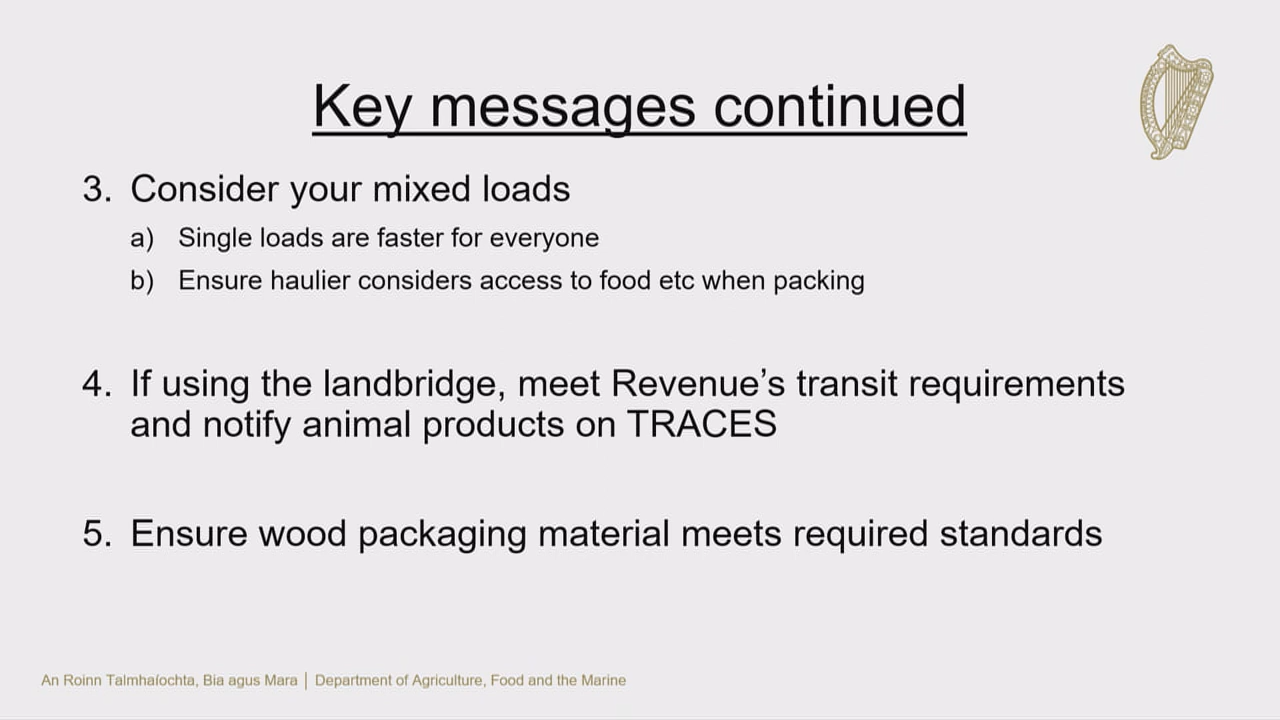 Key messages continued
3. Consider your mixed loads
a) Single loads are faster for everyone
b) Ensure haulier considers access to food etc when packing
4. If using the landbridge, meet Revenue’s transit requirements
and notify animal products on TRACES
5. Ensure wood packaging material meets required standards
An Roinn Talmhaíochta, Bia agus Mara | Department of Agriculture, Food and the Marine